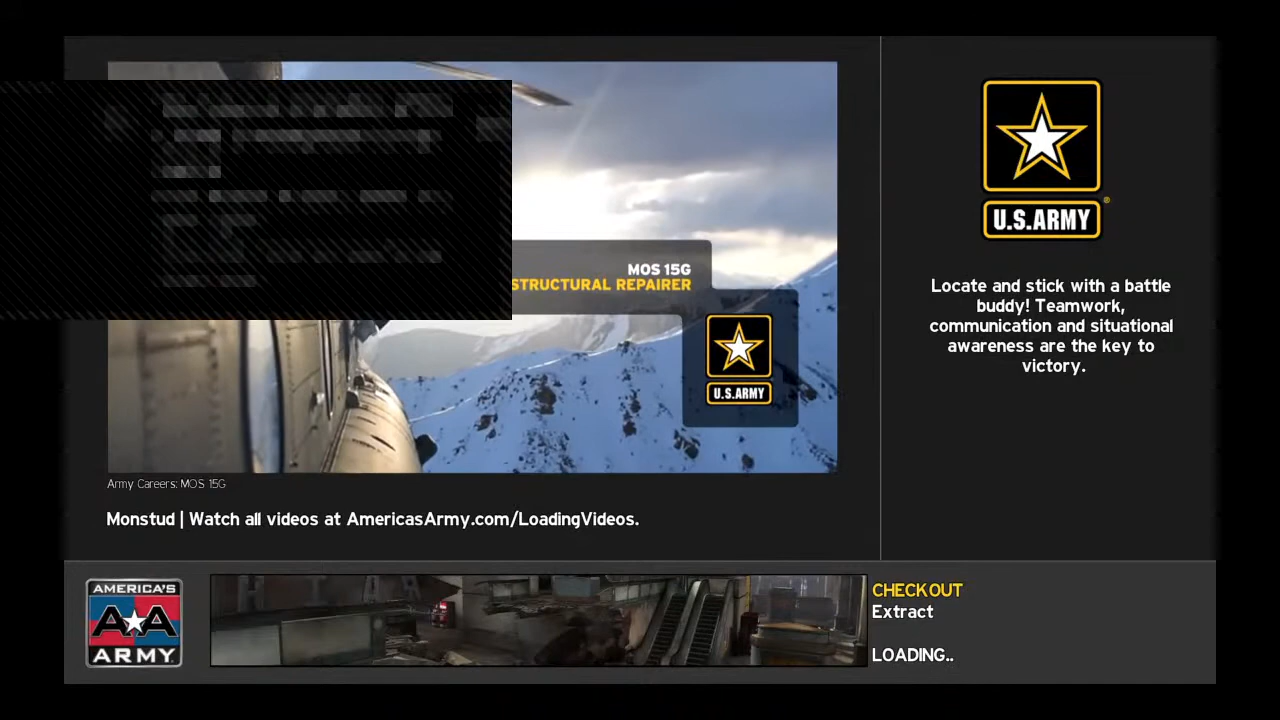 MOS 15G
STRUCTURAL REPAIRER
U.S.ARMY
Army Careers: MOS 15G
Monstud | Watch all videos at AmericasArmy.com/LoadingVideos.
U.S.ARMY
®
Locate and stick with a battle
buddy! Teamwork,
communication and situational
awareness are the key to
victory.
AMERICA'S
AA
ARMY
CHECKOUT
Extract
LOADING..